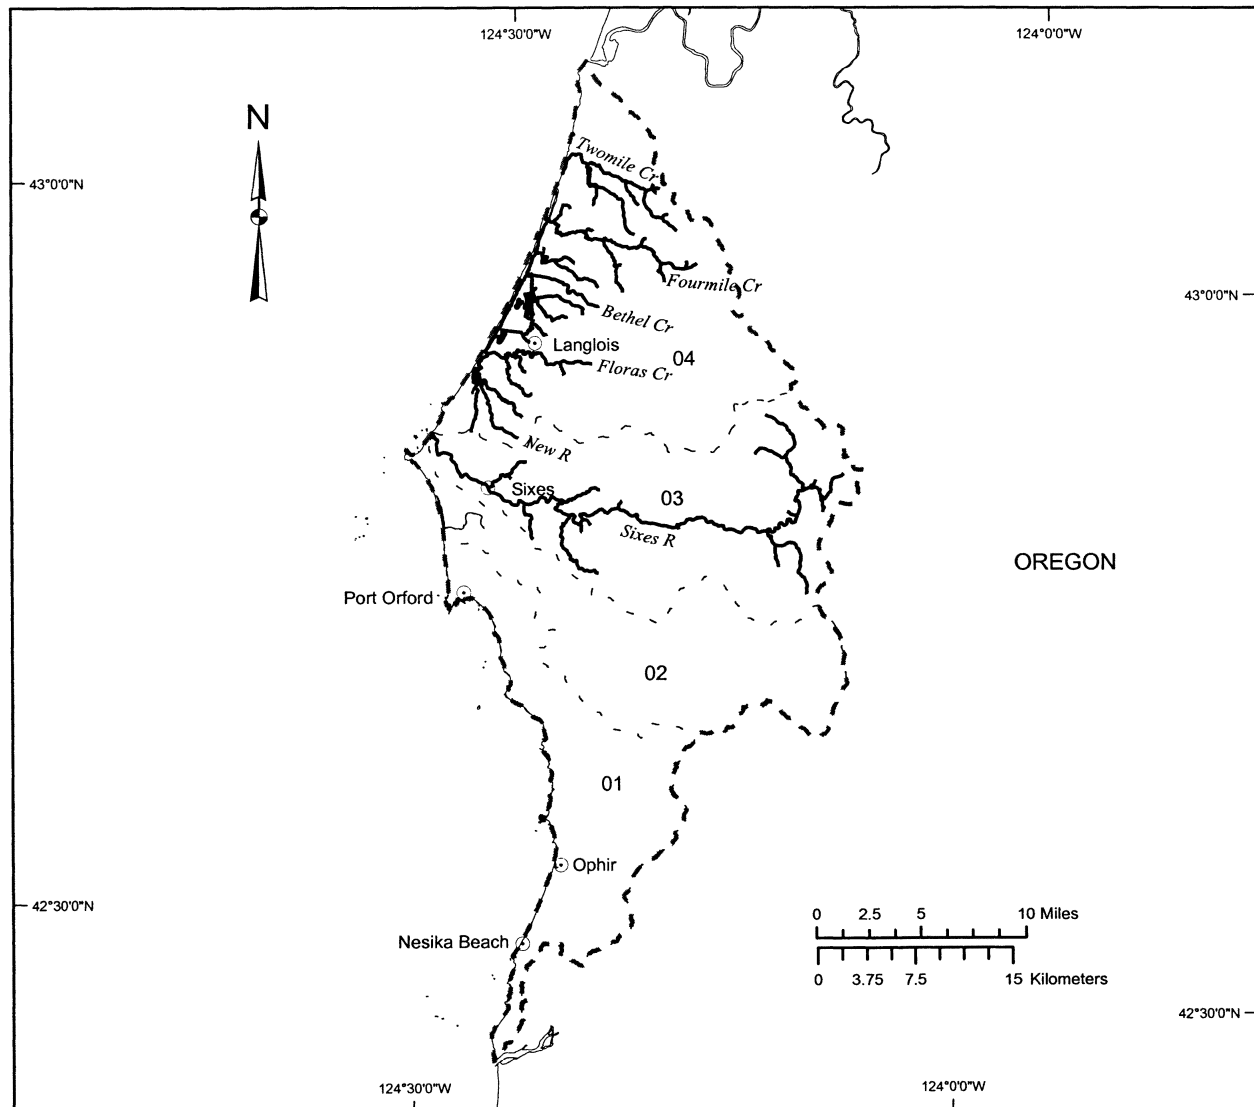 124°30'0"W
124°0'0"W
N
Twomile Cr
43°0'0"N
Fourmile Cr
43°0'0"N
Bethel Cr
Langlois
04
Floras Cr
New R
Sixes
03
Sixes R
OREGON
Port Orford
02
01
Ophir
42°30'0"N
0 2.5 5 10 Miles
Nesika Beach
0 3.75 7.5 15 Kilometers
42°30'0"N
124°30'0"W
124°0'0"W